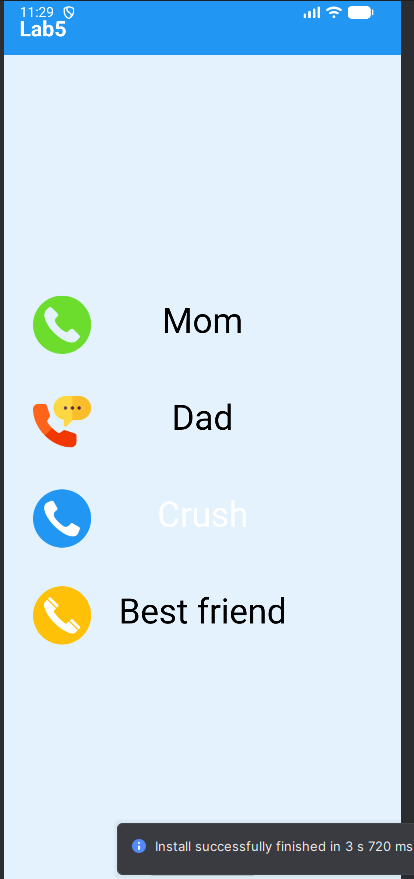 11:29
Lab5
Mom
Dad
Crush
Best friend
Install successfully finished in 3 s 720 ms